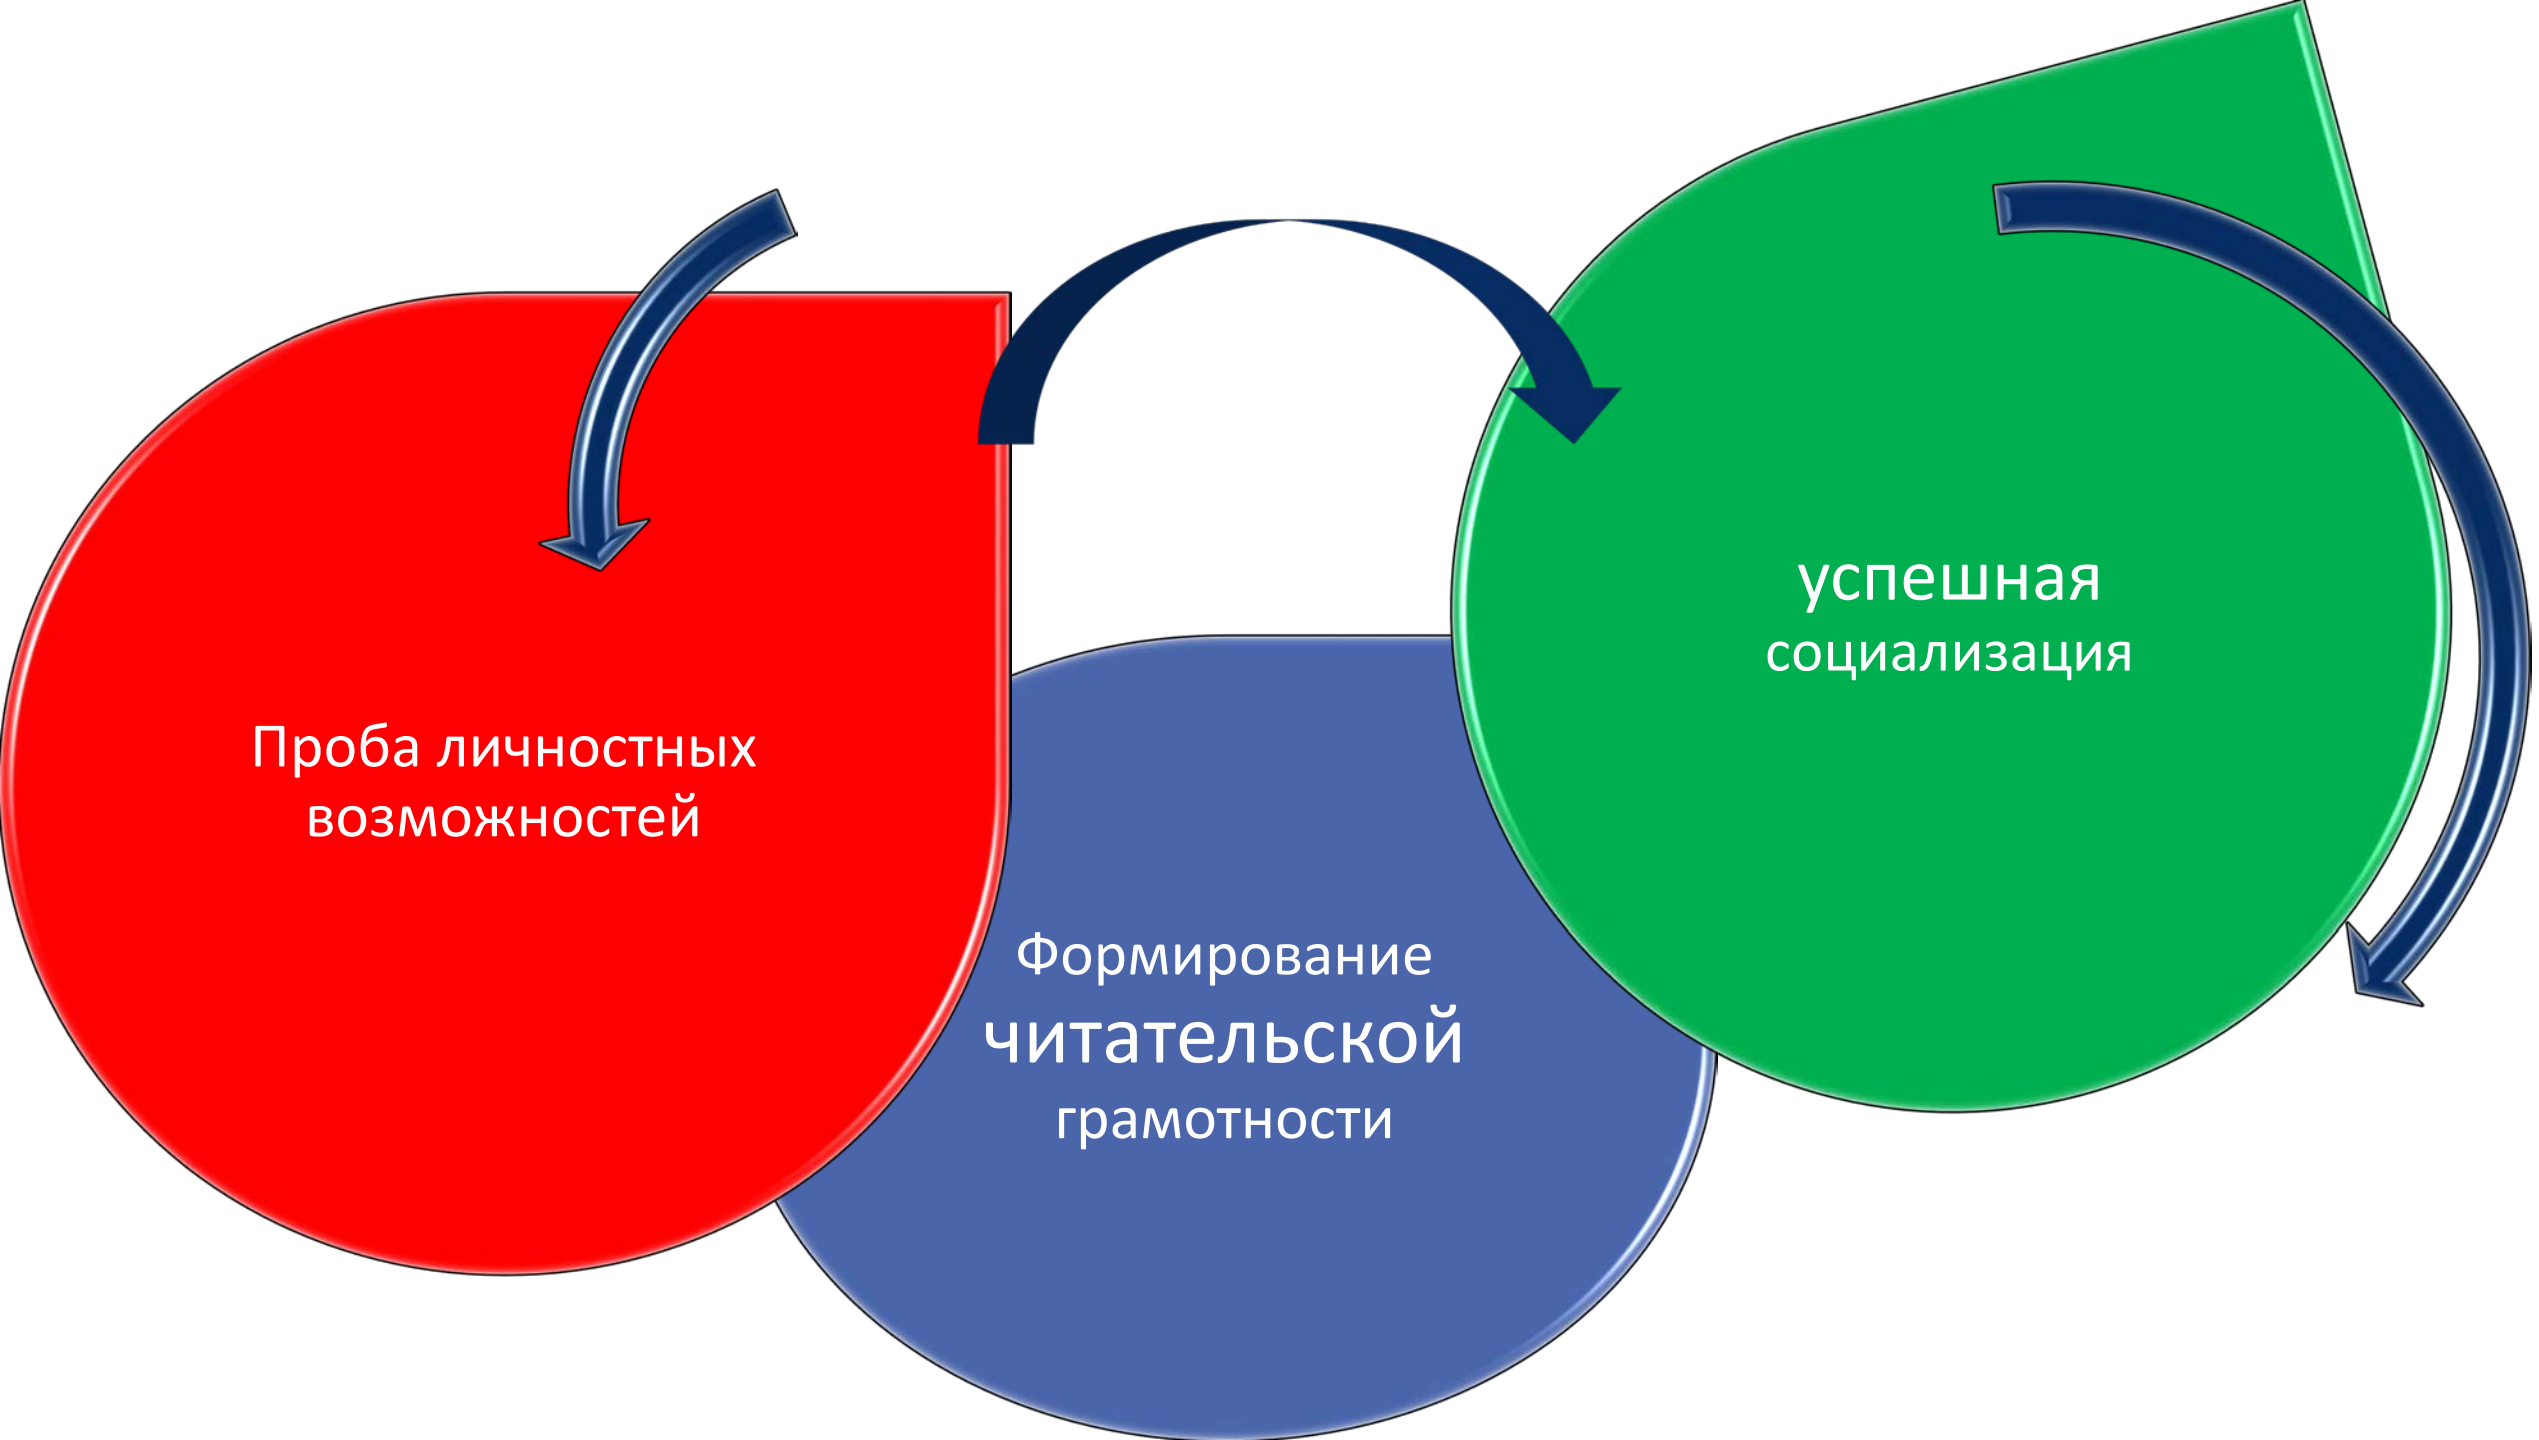 Проба личностных
возможностей
Формирование
читательской
грамотности
успешная
социализация